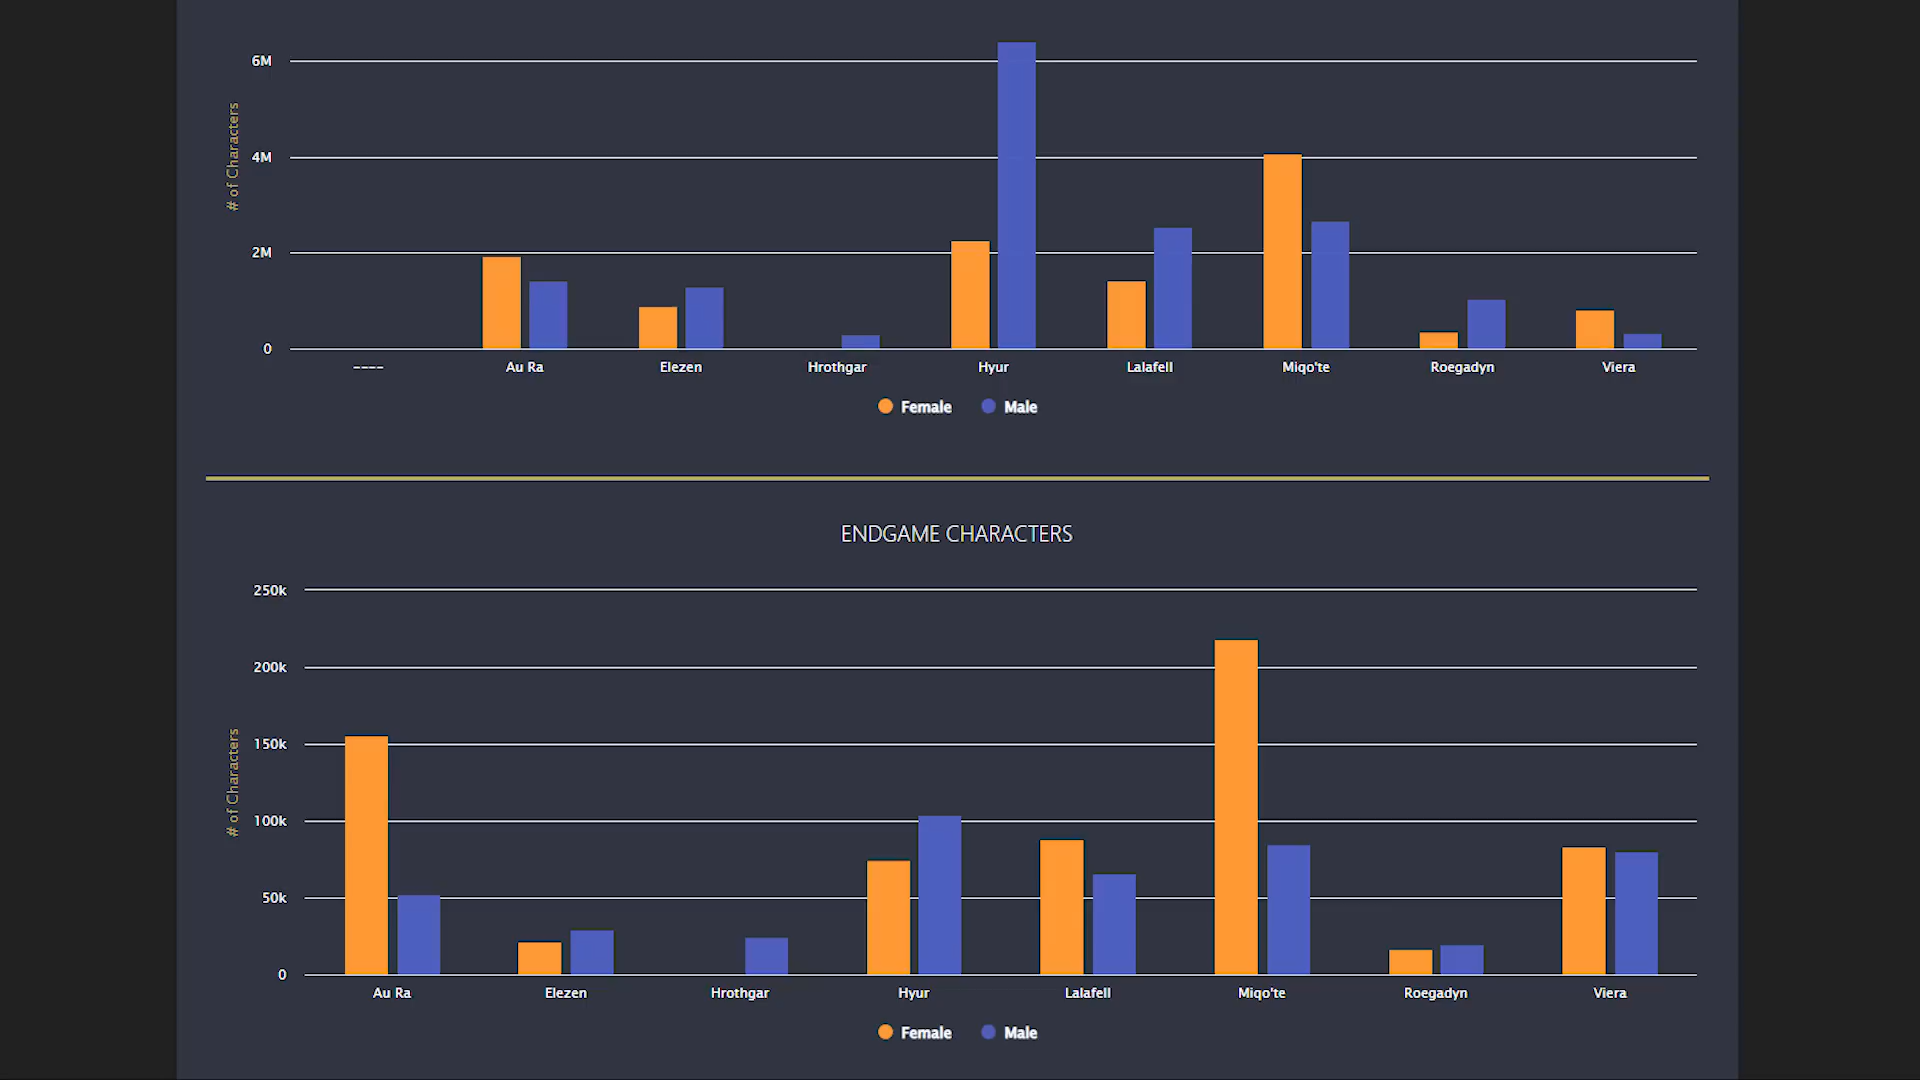 6M
4M
2M
0
# of Characters
---- Au Ra Elezen Hrothgar Hyur Lalafell Miqo'te Roegadyn Viera
Female Male
ENDGAME CHARACTERS
250k
200k
150k
100k
50k
0
# of Characters
Au Ra Elezen Hrothgar Hyur Lalafell Miqo'te Roegadyn Viera
Female Male